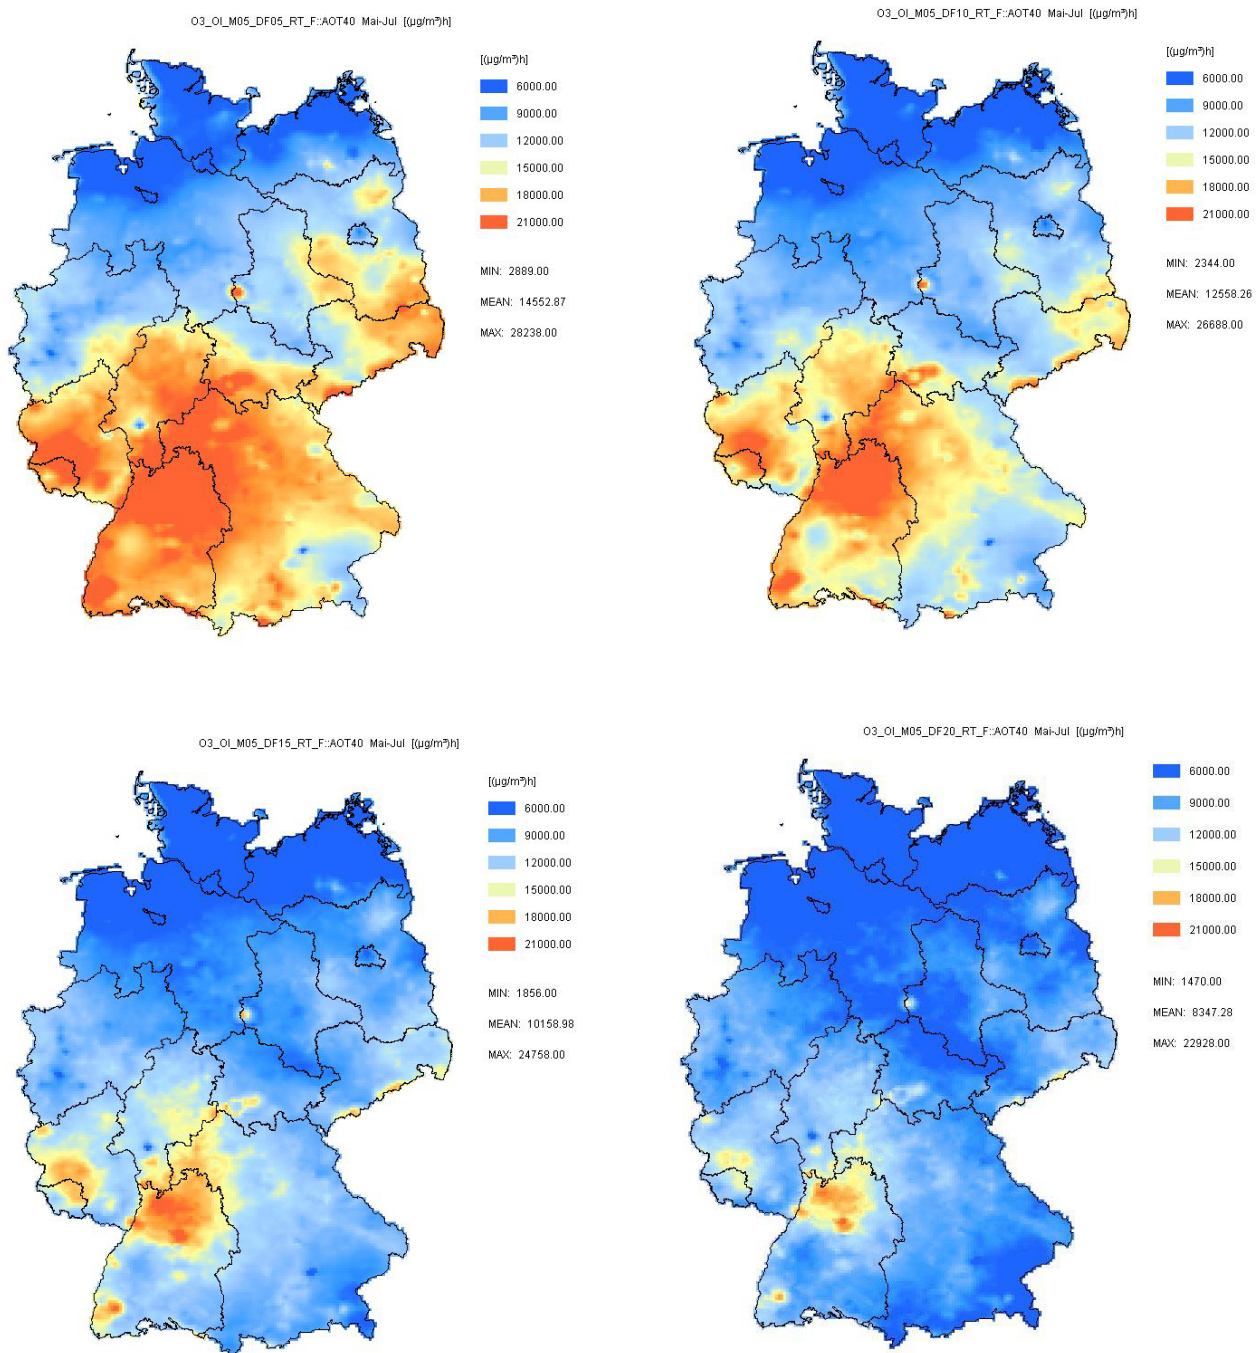 O3_OI_M05_DF05_RT_F::AOT40 Mai-Jul [(µg/m³)h]
[(µg/m³)h]
6000.00
9000.00
12000.00
15000.00
18000.00
21000.00
MIN: 2889.00
MEAN: 14552.87
MAX: 28238.00
O3_OI_M05_DF10_RT_F::AOT40 Mai-Jul [(µg/m³)h]
[(µg/m³)h]
6000.00
9000.00
12000.00
15000.00
18000.00
21000.00
MIN: 2344.00
MEAN: 12558.26
MAX: 26688.00
O3_OI_M05_DF15_RT_F::AOT40 Mai-Jul [(µg/m³)h]
[(µg/m³)h]
6000.00
9000.00
12000.00
15000.00
18000.00
21000.00
MIN: 1856.00
MEAN: 10158.98
MAX: 24758.00
O3_OI_M05_DF20_RT_F::AOT40 Mai-Jul [(µg/m³)h]
6000.00
9000.00
12000.00
15000.00
18000.00
21000.00
MIN: 1470.00
MEAN: 8347.28
MAX: 22928.00